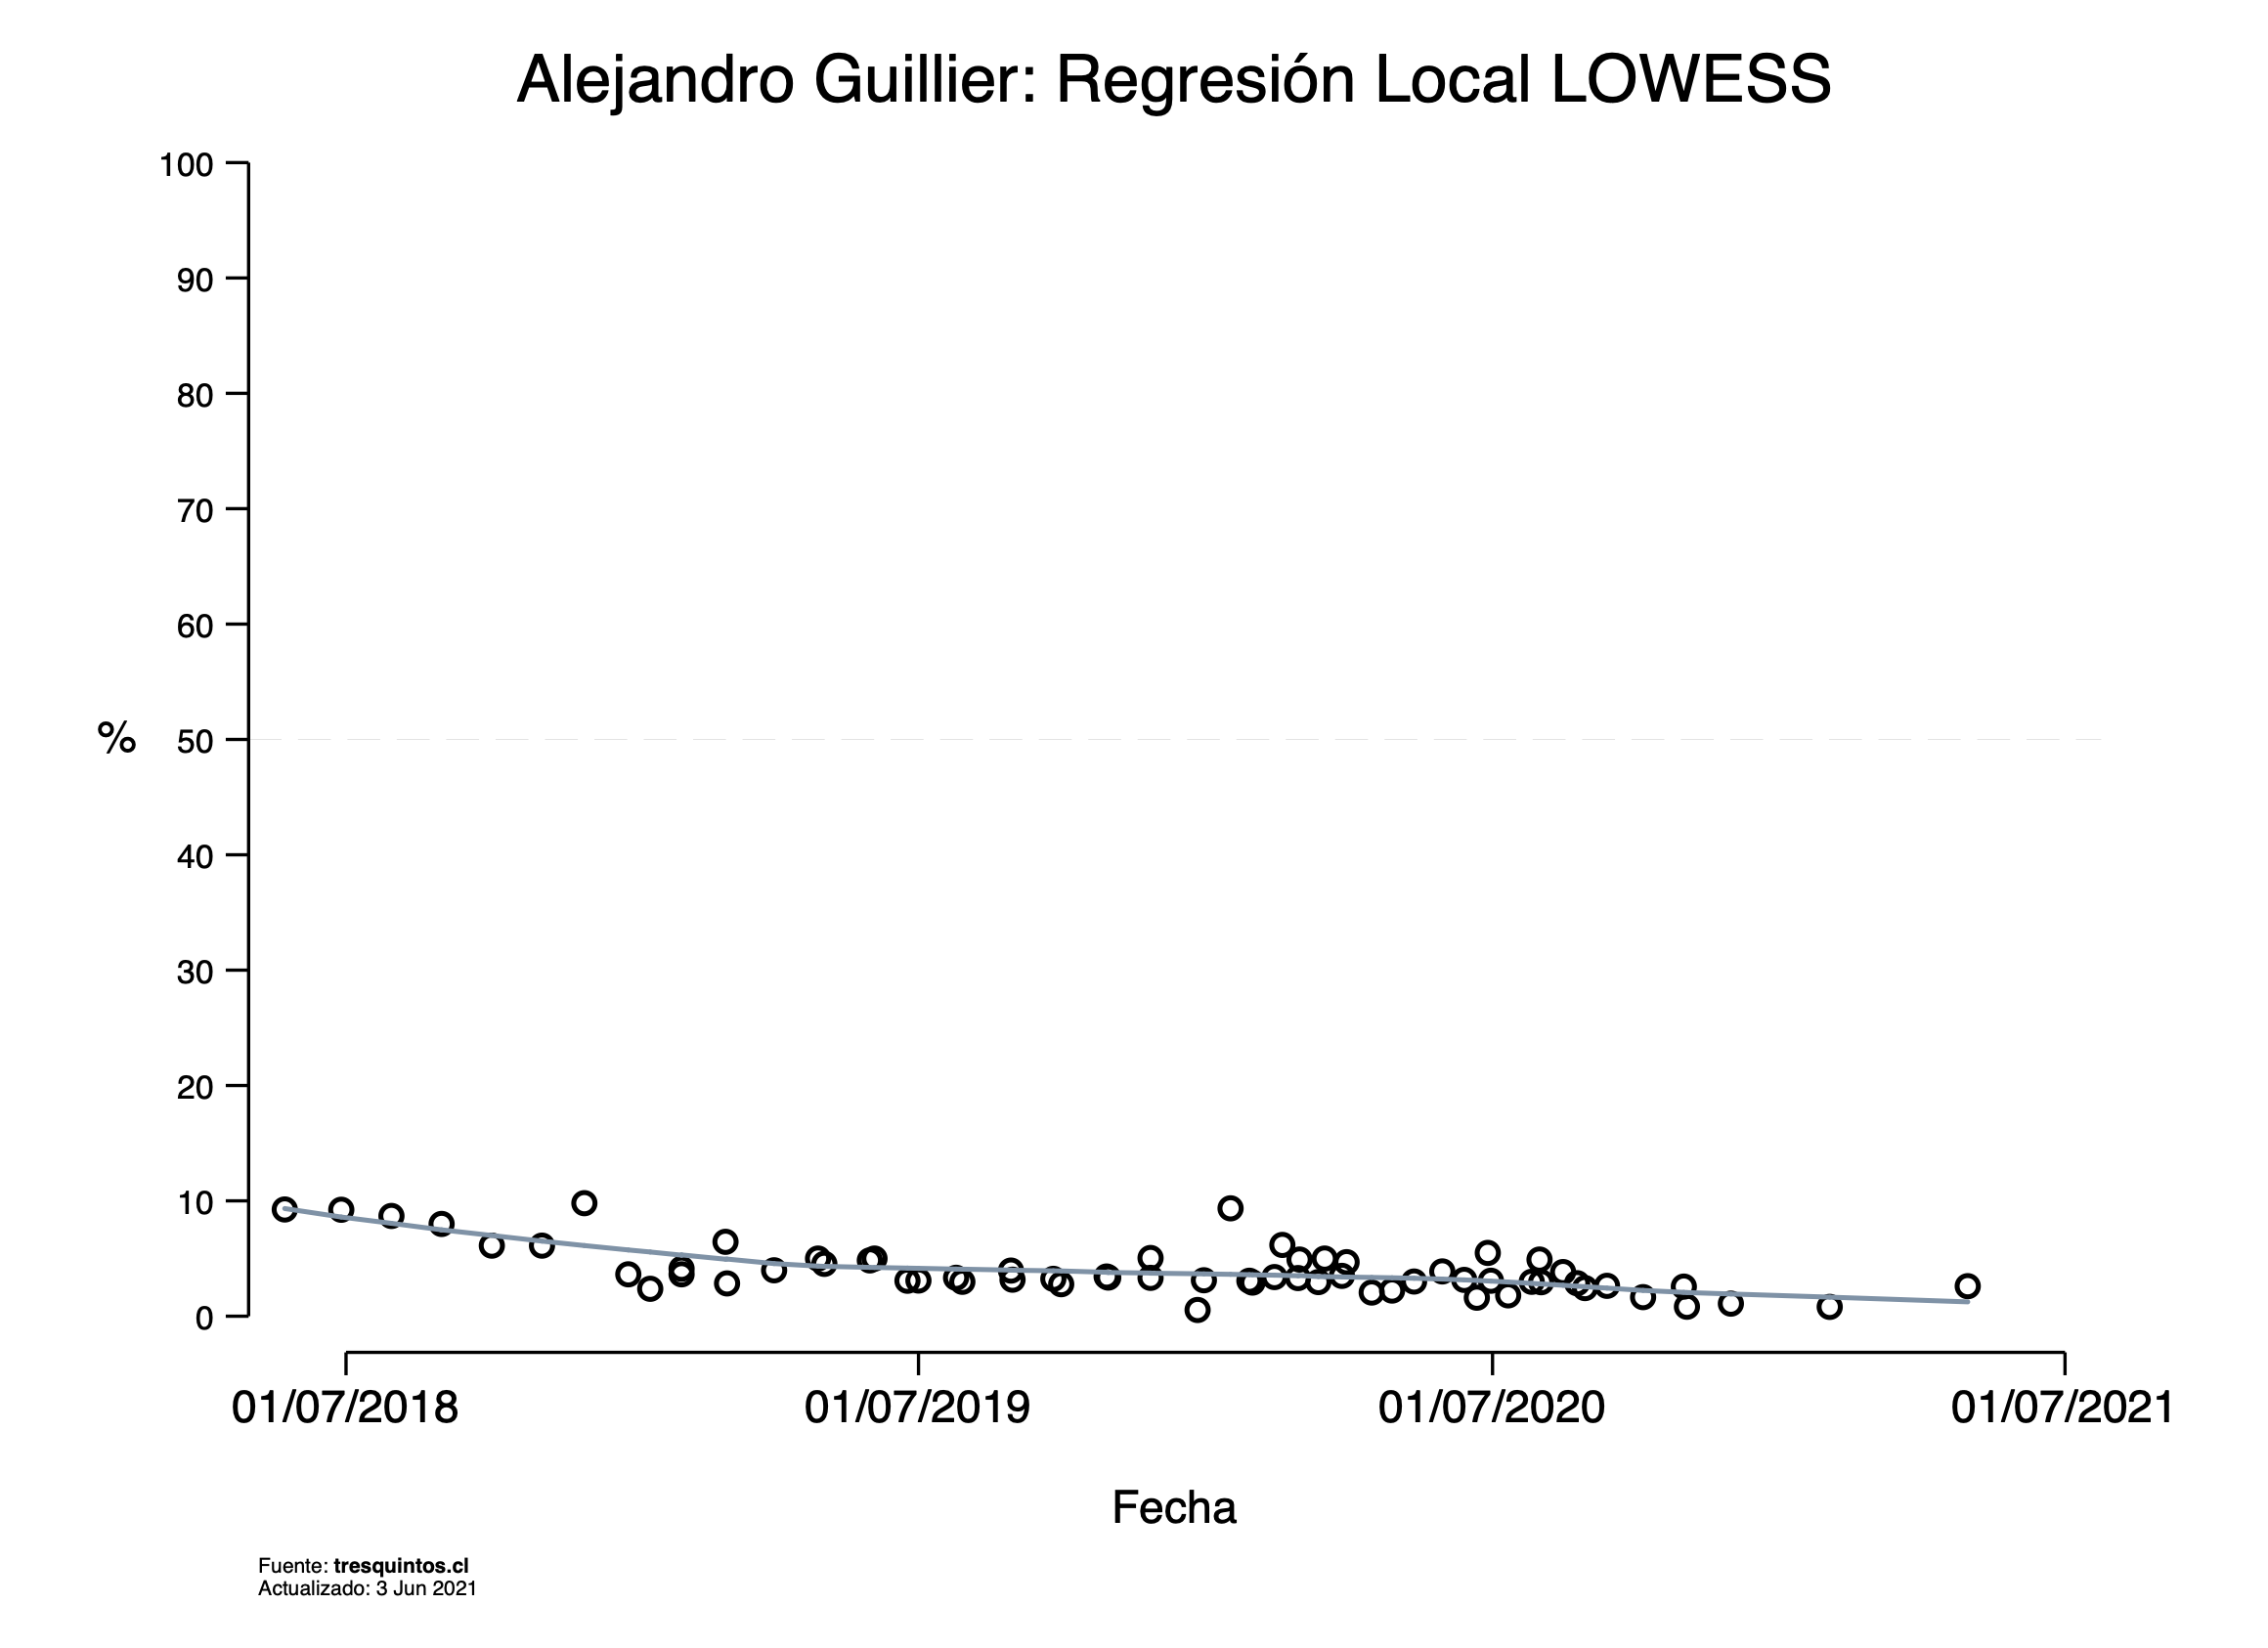 Alejandro Guillier: Regresión Local LOWESS
100
90
80
70
60
% 50
40
30
20
10
0
01/07/2018 01/07/2019 01/07/2020 01/07/2021
Fecha
Fuente: tresquintos.cl
Actualizado: 3 Jun 2021